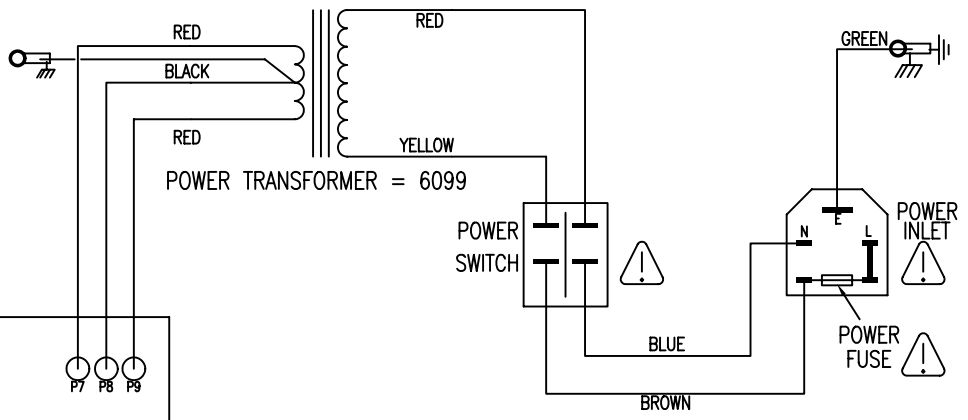 RED
RED
GREEN
BLACK
RED
YELLOW
POWER TRANSFORMER = 6099
POWER
SWITCH
E
N
L
POWER
INLET
BLUE
POWER
FUSE
P7
P8
P9
BROWN